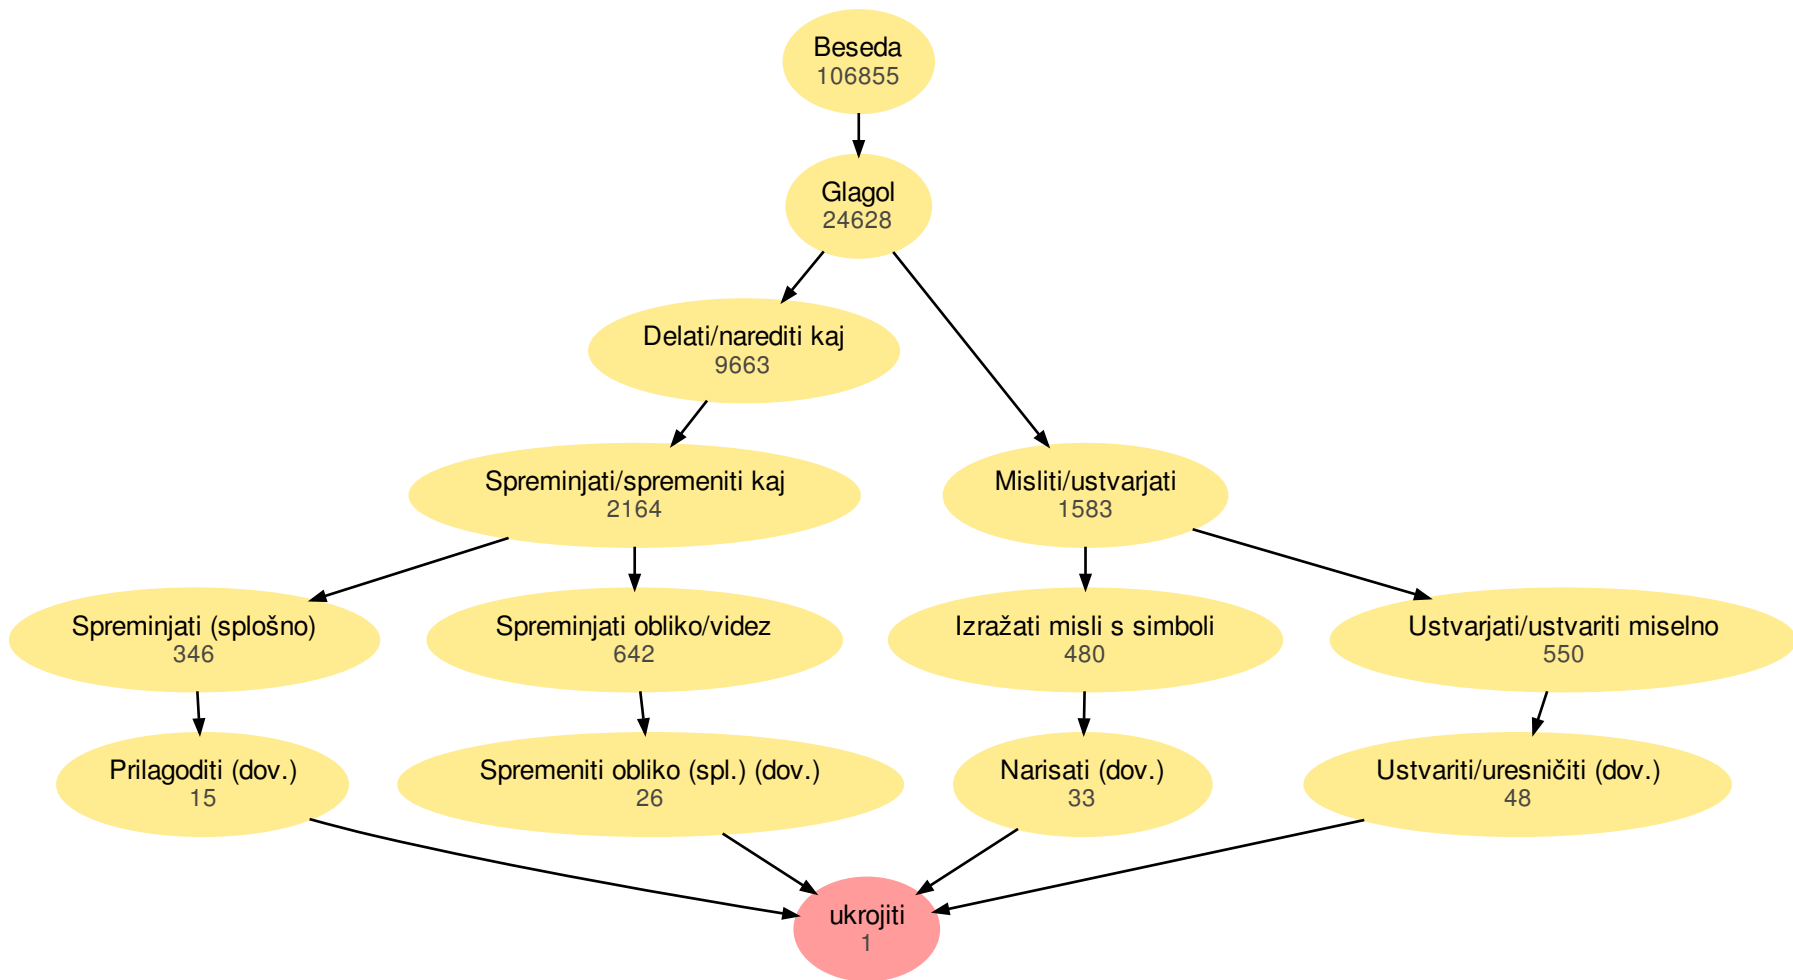 Beseda
106855
Glagol
24628
Delati/narediti kaj
9663
Spreminjati/spremeniti kaj
2164
Misliti/ustvarjati
1583
Spreminjati (splošno)
346
Spreminjati obliko/videz
642
Izražati misli s simboli
480
Ustvarjati/ustvariti miselno
550
Prilagoditi (dov.)
15
Spremeniti obliko (spl.) (dov.)
26
Narisati (dov.)
33
Ustvariti/uresničiti (dov.)
48
ukrojiti
1